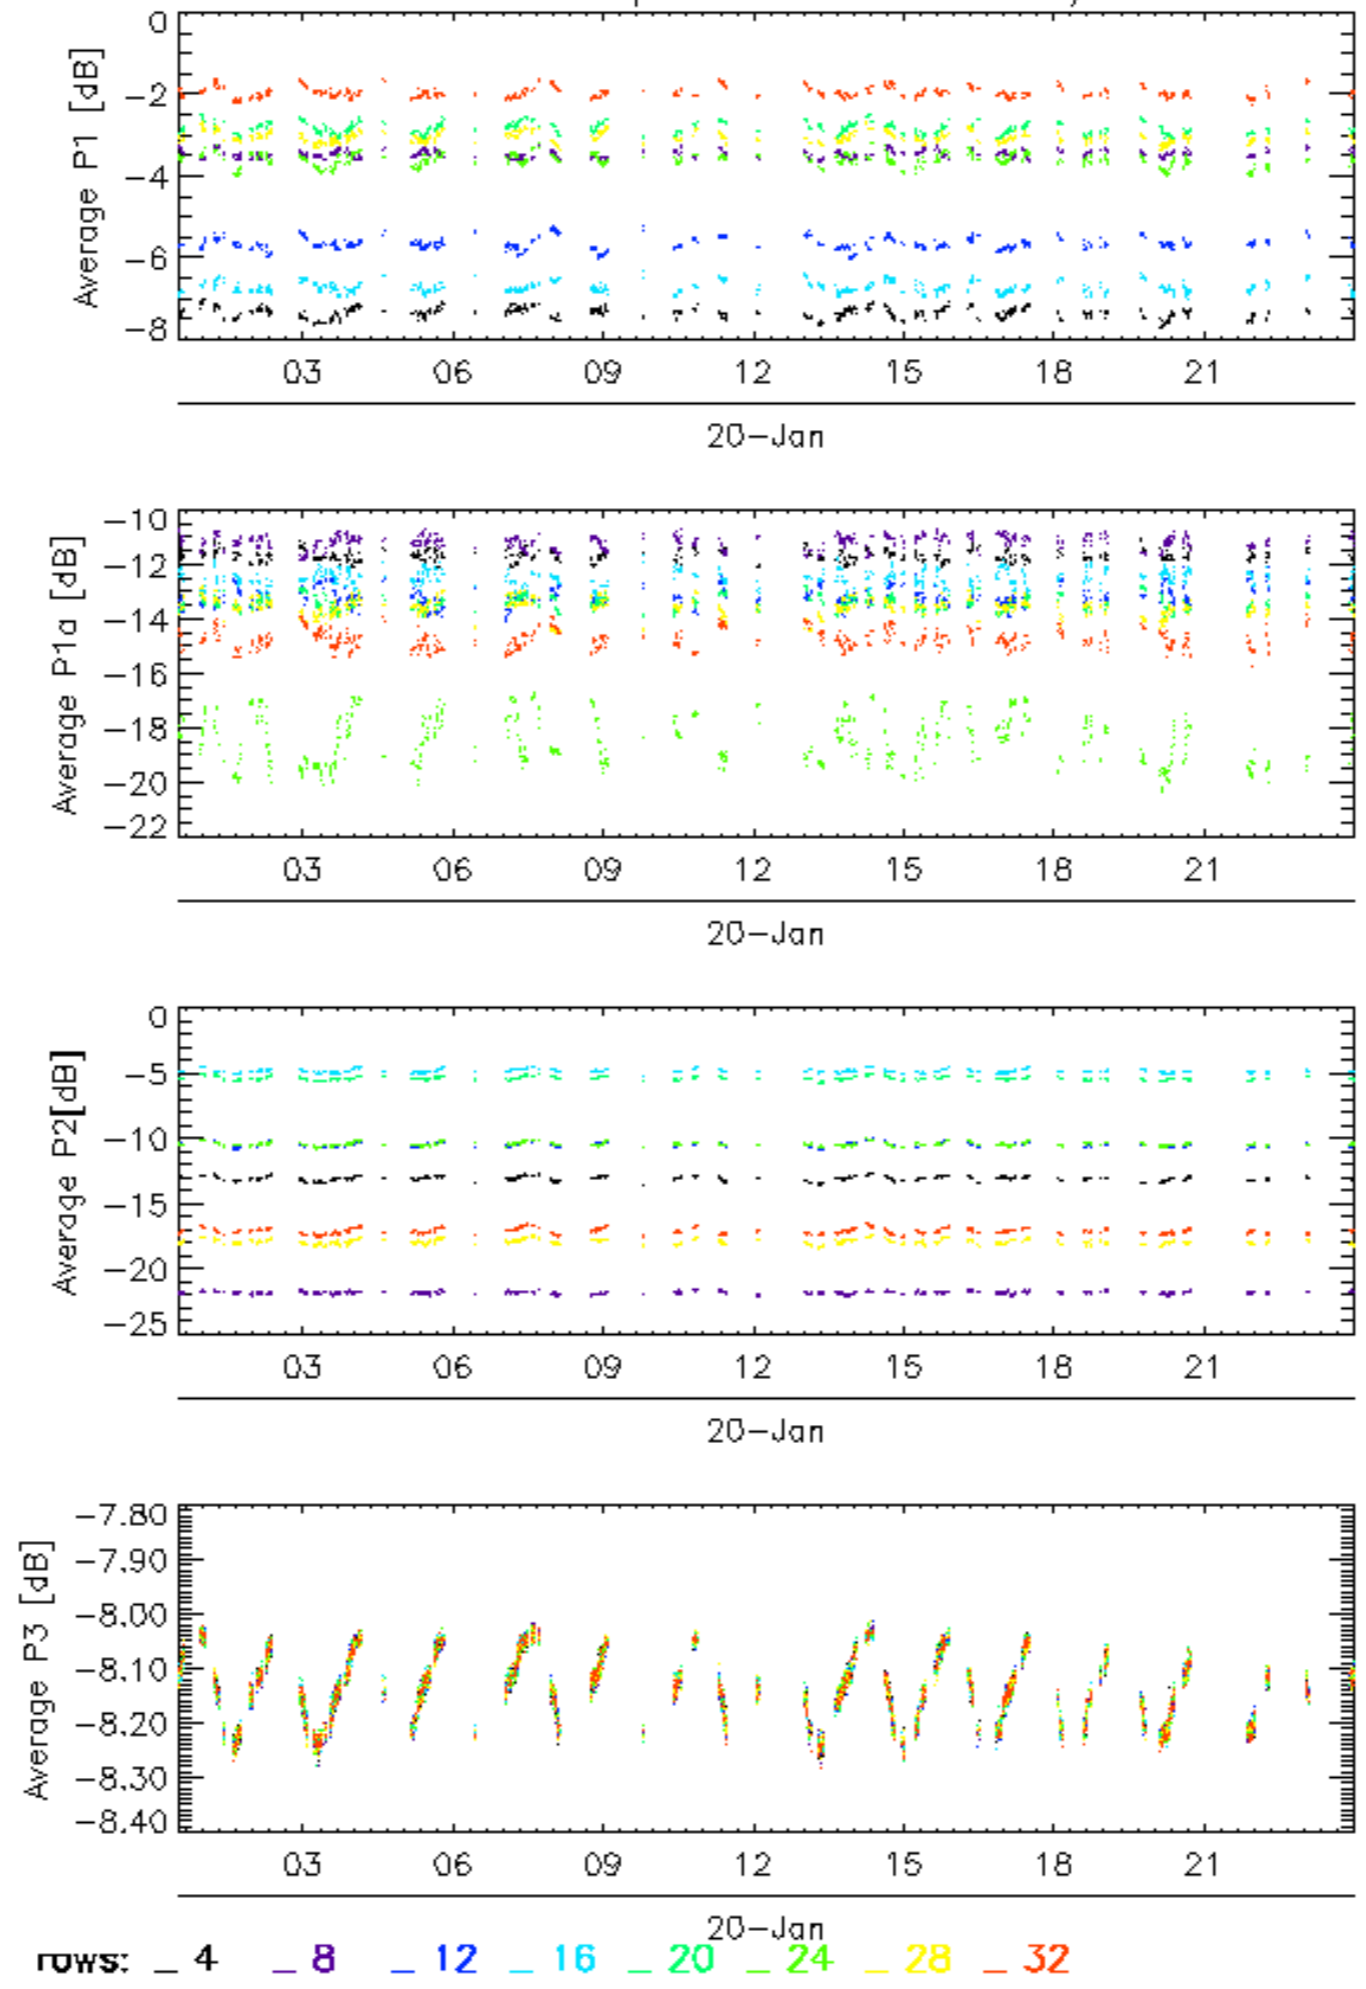 Average P1 [dB]
0
-2
-4
-6
-8
03 06 09 12 15 18 21
20-Jan
Average P1a [dB]
-10
-12
-14
-16
-18
-20
-22
03 06 09 12 15 18 21
20-Jan
Average P2[dB]
0
-5
-10
-15
-20
-25
03 06 09 12 15 18 21
20-Jan
Average P3 [dB]
-7.80
-7.90
-8.00
-8.10
-8.20
-8.30
-8.40
03 06 09 12 15 18 21
20-Jan
rows: _ 4 _ 8 _ 12 _ 16 _ 20 _ 24 _ 28 _ 32